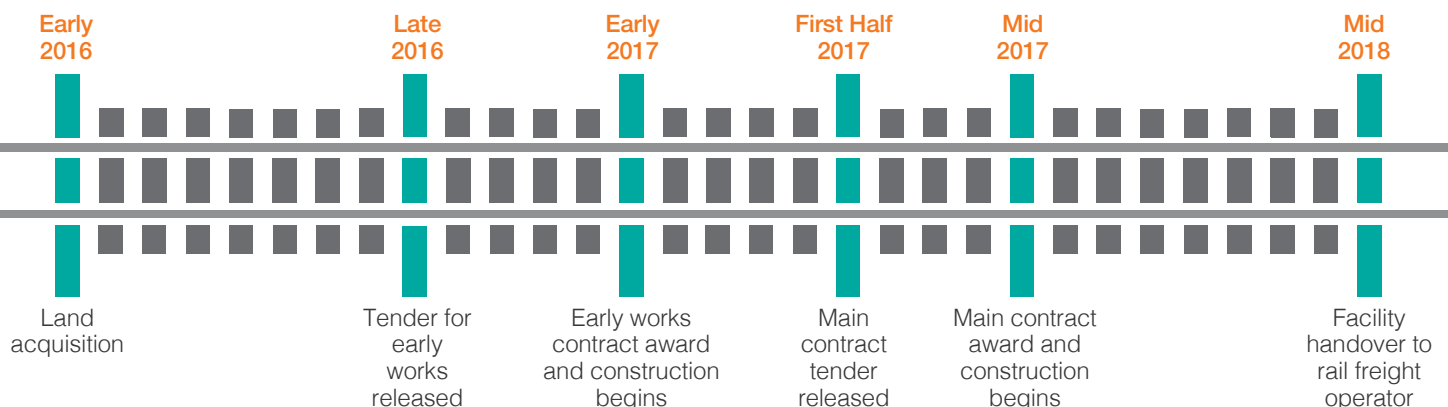 Early
2016
Late
2016
Early
2017
First Half
2017
Mid
2017
Mid
2018
Land
acquisition
Tender for
early
works
released
Early works
contract award
and construction
begins
Main
contract
tender
released
Main contract
award and
construction
begins
Facility
handover to
rail freight
operator